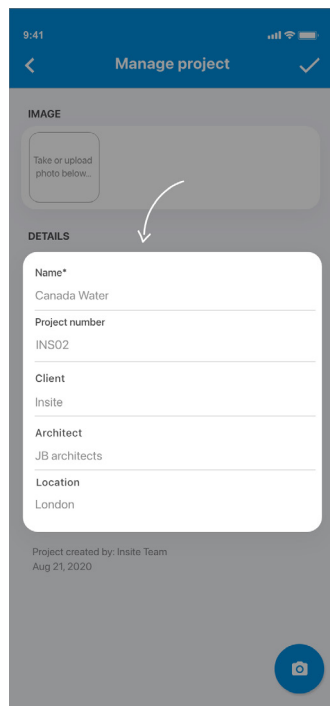 9:41
Manage project
IMAGE
Take or upload
photo below...
DETAILS
Name*
Canada Water
Project number
INS02
Client
Insite
Architect
JB architects
Location
London
Project created by: Insite Team
Aug 21, 2020